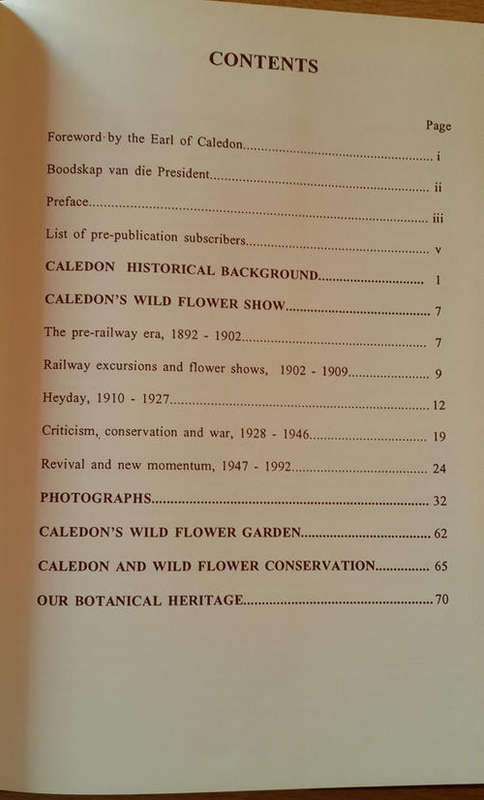 CONTENTS
Page
Foreword by the Earl of Caledon.................................................... i
Boodskap van die President............................................................ ii
Preface............................................................................................. iii
List of pre-publication subscribers.................................................. v
CALEDON HISTORICAL BACKGROUND............................ 1
CALEDON'S WILD FLOWER SHOW...................................... 7
The pre-railway era, 1892 - 1902.................................................... 7
Railway excursions and flower shows, 1902 - 1909...................... 9
Heyday, 1910 - 1927...................................................................... 12
Criticism, conservation and war, 1928 - 1946................................ 19
Revival and new momentum, 1947 - 1992..................................... 24
PHOTOGRAPHS........................................................................... 32
CALEDON'S WILD FLOWER GARDEN................................... 62
CALEDON AND WILD FLOWER CONSERVATION............... 65
OUR BOTANICAL HERITAGE................................................... 70